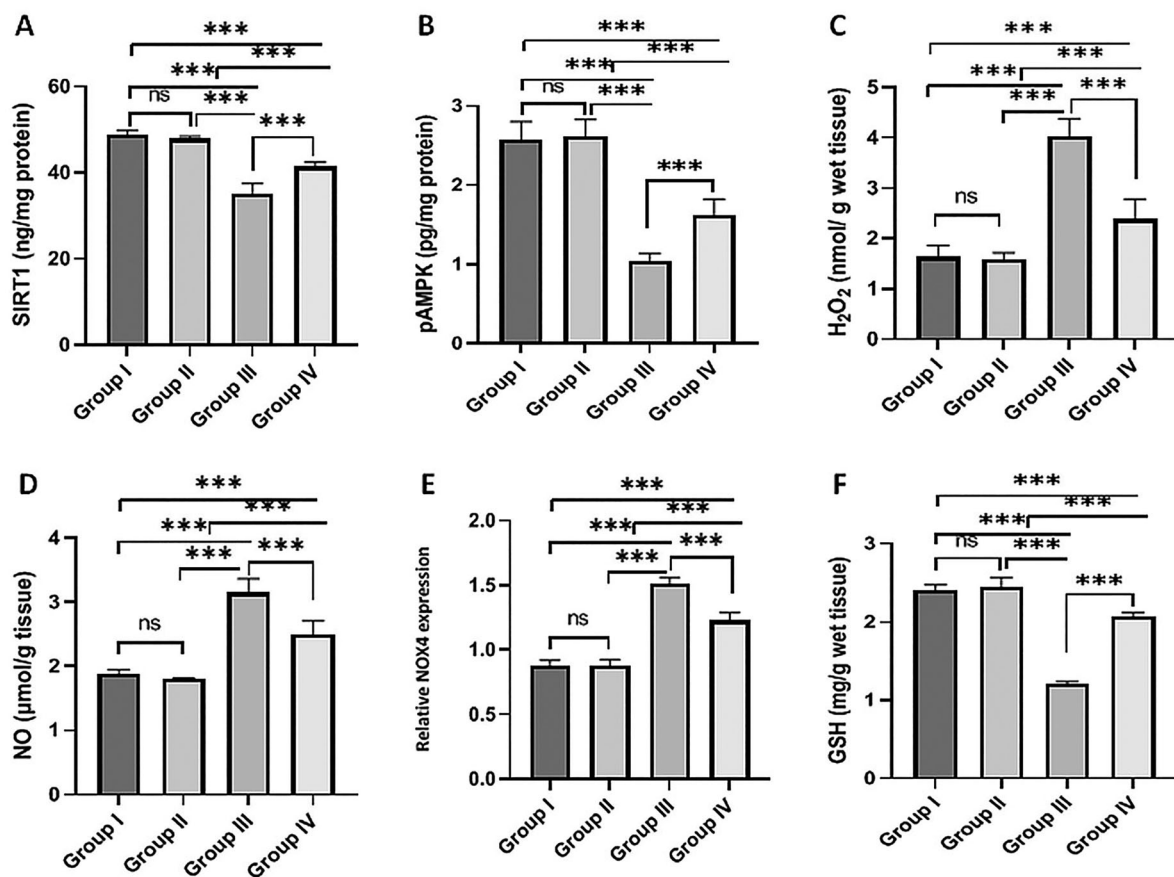 A
***
***
***
ns
***
***
SIRT1 (ng/mg protein)
60
40
20
0
Group I
Group II
Group III
Group IV
B
***
***
***
ns
***
***
pAMPK (pg/mg protein)
3
2
1
0
Group I
Group II
Group III
Group IV
C
***
***
***
***
***
ns
H₂O₂ (nmol/ g wet tissue)
5
4
3
2
1
0
Group I
Group II
Group III
Group IV
D
***
***
***
***
***
ns
NO (µmol/g tissue)
4
3
2
1
0
Group I
Group II
Group III
Group IV
E
***
***
***
***
***
ns
Relative NOX4 expression
2.0
1.5
1.0
0.5
0.0
Group I
Group II
Group III
Group IV
F
***
***
***
ns
***
***
GSH (mg/g wet tissue)
3
2
1
0
Group I
Group II
Group III
Group IV